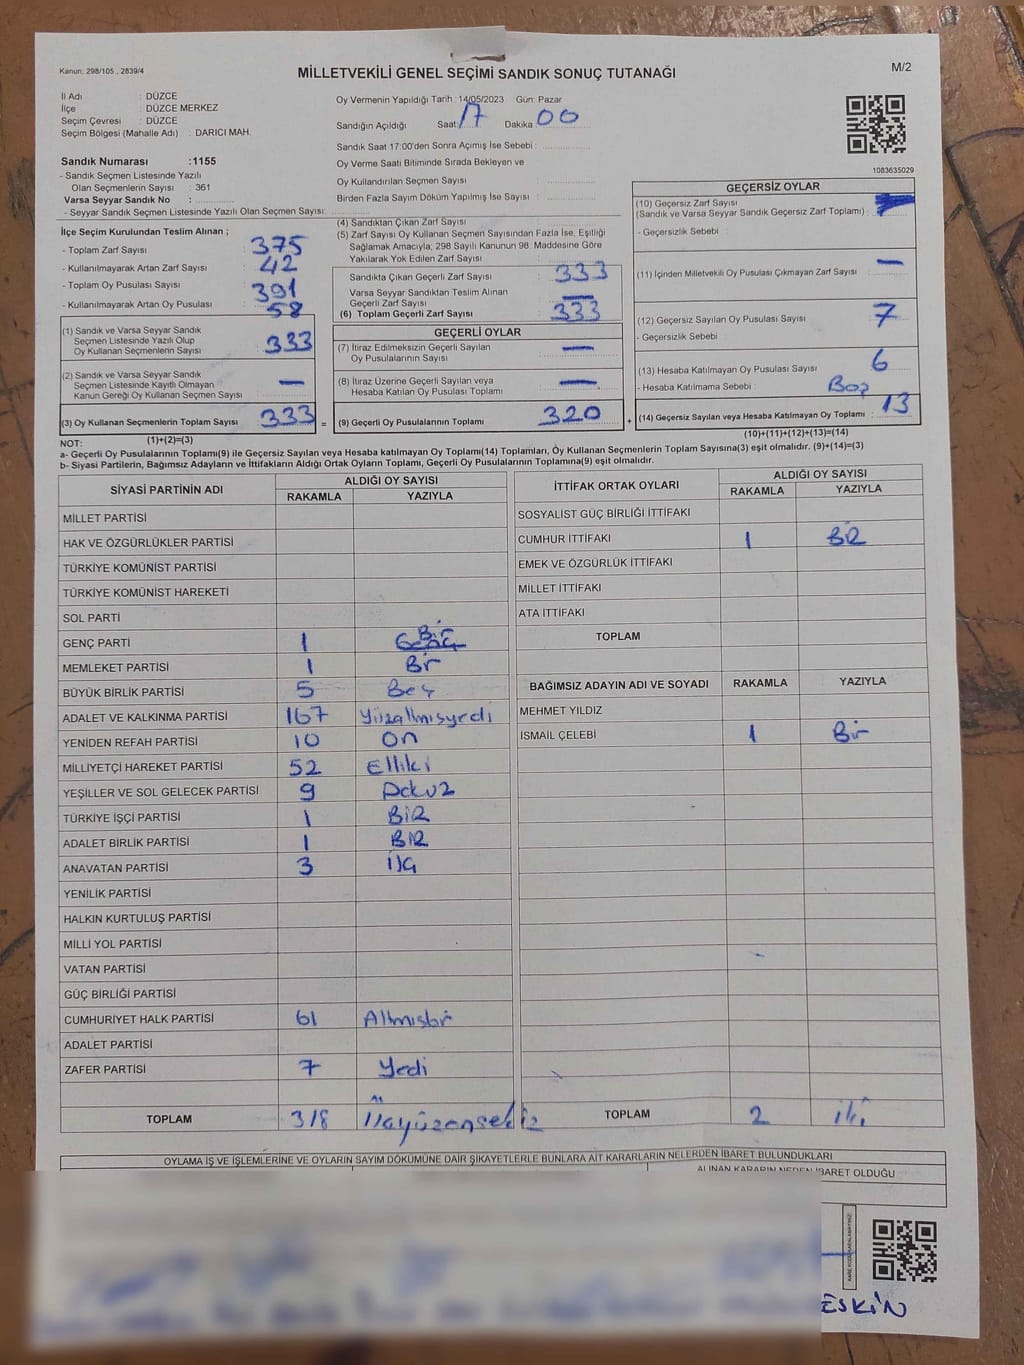 Kanun: 298/105 , 2839/4
MİLLETVEKİLİ GENEL SEÇİMİ SANDIK SONUÇ TUTANAĞI
M/2
İl Adı : DÜZCE
İlçe : DÜZCE MERKEZ
Seçim Çevresi : DÜZCE
Seçim Bölgesi (Mahalle Adı) : DARICI MAH.
Sandık Numarası :1155
- Sandık Seçmen Listesinde Yazılı
Olan Seçmenlerin Sayısı : 361
Varsa Seyyar Sandık No :
- Seyyar Sandık Seçmen Listesinde Yazılı Olan Seçmen Sayısı:
Oy Vermenin Yapıldığı Tarih :14/05/2023 Gün: Pazar
Sandığın Açıldığı Saat: 17 Dakika: 00
Sandık Saat 17:00'den Sonra Açımış İse Sebebi :
Oy Verme Saati Bitiminde Sırada Bekleyen ve
Oy Kullandırılan Seçmen Sayısı :
Birden Fazla Sayım Döküm Yapılmış İse Sayısı :
1083635029
İlçe Seçim Kurulundan Teslim Alınan ;
- Toplam Zarf Sayısı : 375
- Kullanılmayarak Artan Zarf Sayısı : 42
- Toplam Oy Pusulası Sayısı : 391
- Kullanılmayarak Artan Oy Pusulası : 58
(1) Sandık ve Varsa Seyyar Sandık
Seçmen Listesinde Yazılı Olup
Oy Kullanan Seçmenlerin Sayısı : 333
(2) Sandık ve Varsa Seyyar Sandık
Seçmen Listesinde Kayıtlı Olmayan
Kanun Gereği Oy Kullanan Seçmen Sayısı : —
(3) Oy Kullanan Seçmenlerin Toplam Sayısı : 333
(4) Sandıktan Çıkan Zarf Sayısı :
(5) Zarf Sayısı Oy Kullanan Seçmen Sayısından Fazla İse, Eşitliği
Sağlamak Amacıyla; 298 Sayılı Kanunun 98. Maddesine Göre
Yakılarak Yok Edilen Zarf Sayısı :
Sandıkta Çıkan Geçerli Zarf Sayısı : 333
Varsa Seyyar Sandıktan Teslim Alınan
Geçerli Zarf Sayısı : —
(6) Toplam Geçerli Zarf Sayısı : 333
GEÇERLİ OYLAR
(7) İtiraz Edilmeksizin Geçerli Sayılan
Oy Pusulalarının Sayısı : —
(8) İtiraz Üzerine Geçerli Sayılan veya
Hesaba Katılan Oy Pusulası Toplamı : —
= (9) Geçerli Oy Pusulalarının Toplamı : 320
GEÇERSİZ OYLAR
(10) Geçersiz Zarf Sayısı
(Sandık ve Varsa Seyyar Sandık Geçersiz Zarf Toplamı) :
- Geçersizlik Sebebi :
(11) İçinden Milletvekili Oy Pusulası Çıkmayan Zarf Sayısı : —
(12) Geçersiz Sayılan Oy Pusulası Sayısı : 7
- Geçersizlik Sebebi
(13) Hesaba Katılmayan Oy Pusulası Sayısı : 6
- Hesaba Katılmama Sebebi : Boş
+ (14) Geçersiz Sayılan veya Hesaba Katılmayan Oy Toplamı : 13
NOT: (1)+(2)=(3)
(10)+(11)+(12)+(13)=(14)
a- Geçerli Oy Pusulalarının Toplamı(9) ile Geçersiz Sayılan veya Hesaba Katılmayan Oy Toplamı(14) Toplamları, Oy Kullanan Seçmenlerin Toplam Sayısına(3) eşit olmalıdır. (9)+(14)=(3)
b- Siyasi Partilerin, Bağımsız Adayların ve İttifakların Aldığı Ortak Oyların Toplamı, Geçerli Oy Pusulalarının Toplamına(9) eşit olmalıdır.
SİYASİ PARTİNİN ADI ALDIĞI OY SAYISI
RAKAMLA YAZIYLA
MİLLET PARTİSİ
HAK VE ÖZGÜRLÜKLER PARTİSİ
TÜRKİYE KOMÜNİST PARTİSİ
TÜRKİYE KOMÜNİST HAREKETİ
SOL PARTİ
GENÇ PARTİ 1 Bir
MEMLEKET PARTİSİ 1 Bir
BÜYÜK BİRLİK PARTİSİ 5 Beş
ADALET VE KALKINMA PARTİSİ 167 Yüzaltmışyedi
YENİDEN REFAH PARTİSİ 10 On
MİLLİYETÇİ HAREKET PARTİSİ 52 Elliiki
YEŞİLLER VE SOL GELECEK PARTİSİ 9 Dokuz
TÜRKİYE İŞÇİ PARTİSİ 1 BİR
ADALET BİRLİK PARTİSİ 1 BİR
ANAVATAN PARTİSİ 3 Üç
YENİLİK PARTİSİ
HALKIN KURTULUŞ PARTİSİ
MİLLİ YOL PARTİSİ
VATAN PARTİSİ
GÜÇ BİRLİĞİ PARTİSİ
CUMHURİYET HALK PARTİSİ 61 Altmışbir
ADALET PARTİSİ
ZAFER PARTİSİ 7 Yedi
TOPLAM 318 Üçyüzonsekiz
İTTİFAK ORTAK OYLARI ALDIĞI OY SAYISI
RAKAMLA YAZIYLA
SOSYALİST GÜÇ BİRLİĞİ İTTİFAKI
CUMHUR İTTİFAKI 1 BİR
EMEK VE ÖZGÜRLÜK İTTİFAKI
MİLLET İTTİFAKI
ATA İTTİFAKI
TOPLAM
BAĞIMSIZ ADAYIN ADI VE SOYADI RAKAMLA YAZIYLA
MEHMET YILDIZ
İSMAİL ÇELEBİ 1 Bir
TOPLAM 2 iki
OYLAMA İŞ VE İŞLEMLERİNE VE OYLARIN SAYIM DÖKÜMÜNE DAİR ŞİKAYETLERLE BUNLARA AİT KARARLARIN NELERDEN İBARET BULUNDUKLARI
ALINAN KARARIN NEDEN İBARET OLDUĞU
KARE KODU KARALAMAYINIZ!
ESKİN